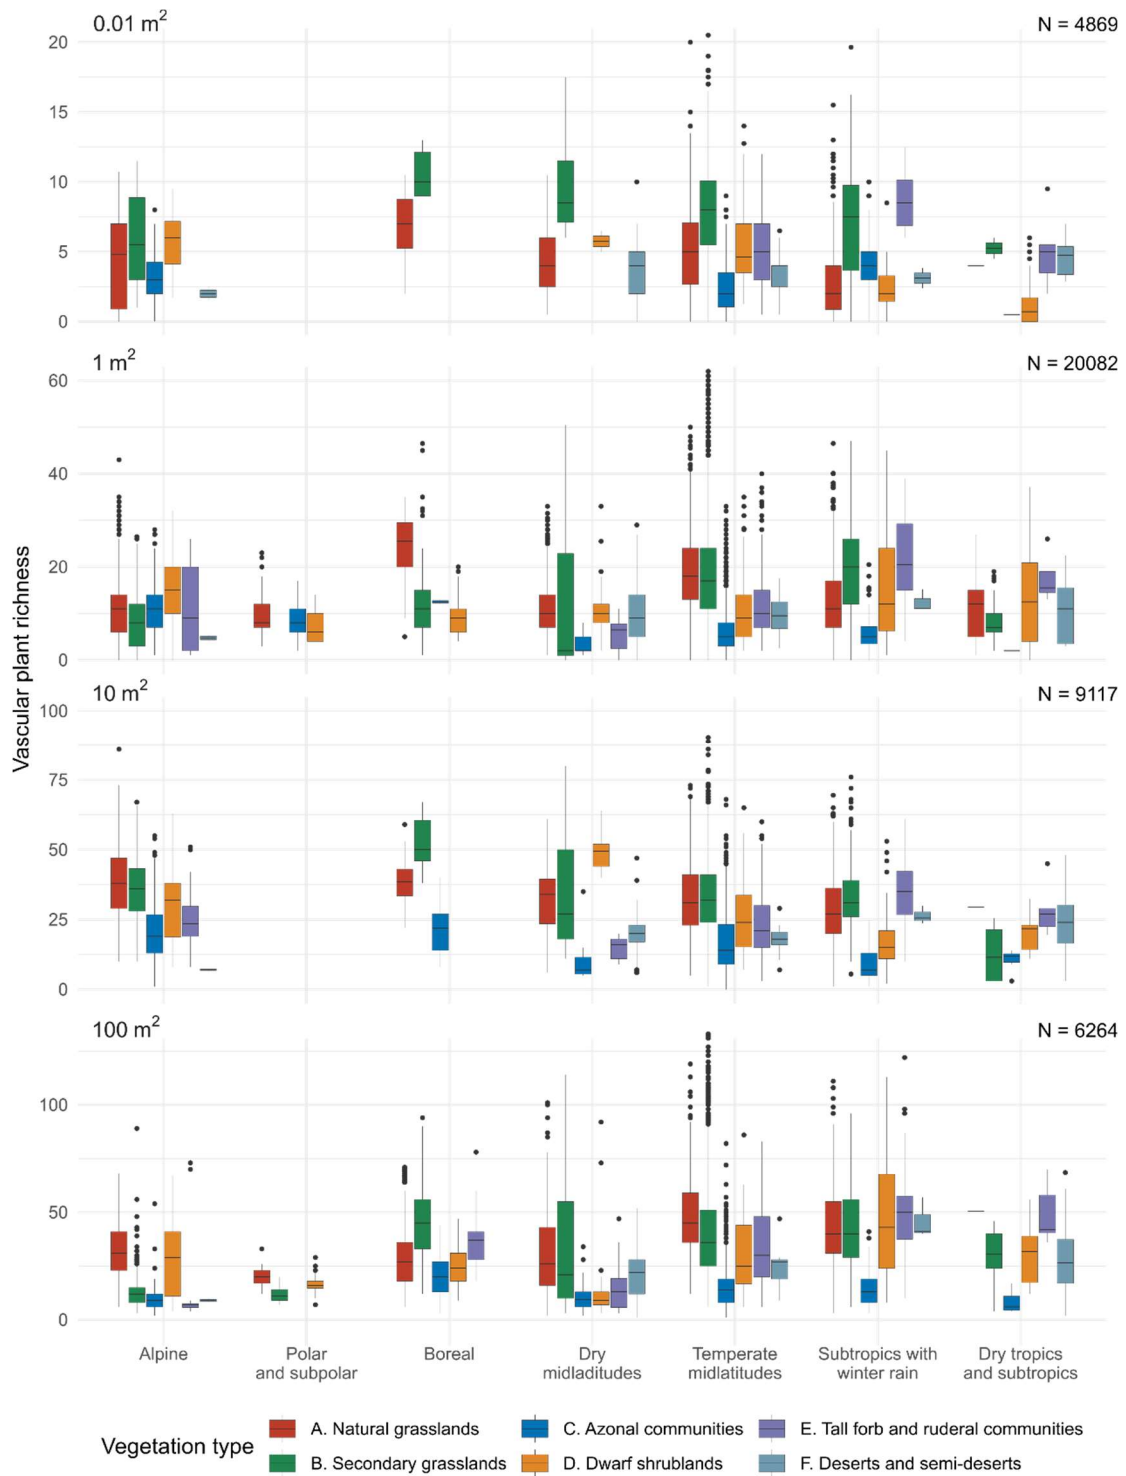 0.01 m²
N = 4869
20
15
10
5
0
1 m²
N = 20082
60
40
20
0
10 m²
N = 9117
100
75
50
25
0
100 m²
N = 6264
100
50
0
Vascular plant richness
Alpine
Polar
and subpolar
Boreal
Dry
midladitudes
Temperate
midlatitudes
Subtropics with
winter rain
Dry tropics
and subtropics
Vegetation type
A. Natural grasslands
B. Secondary grasslands
C. Azonal communities
D. Dwarf shrublands
E. Tall forb and ruderal communities
F. Deserts and semi-deserts